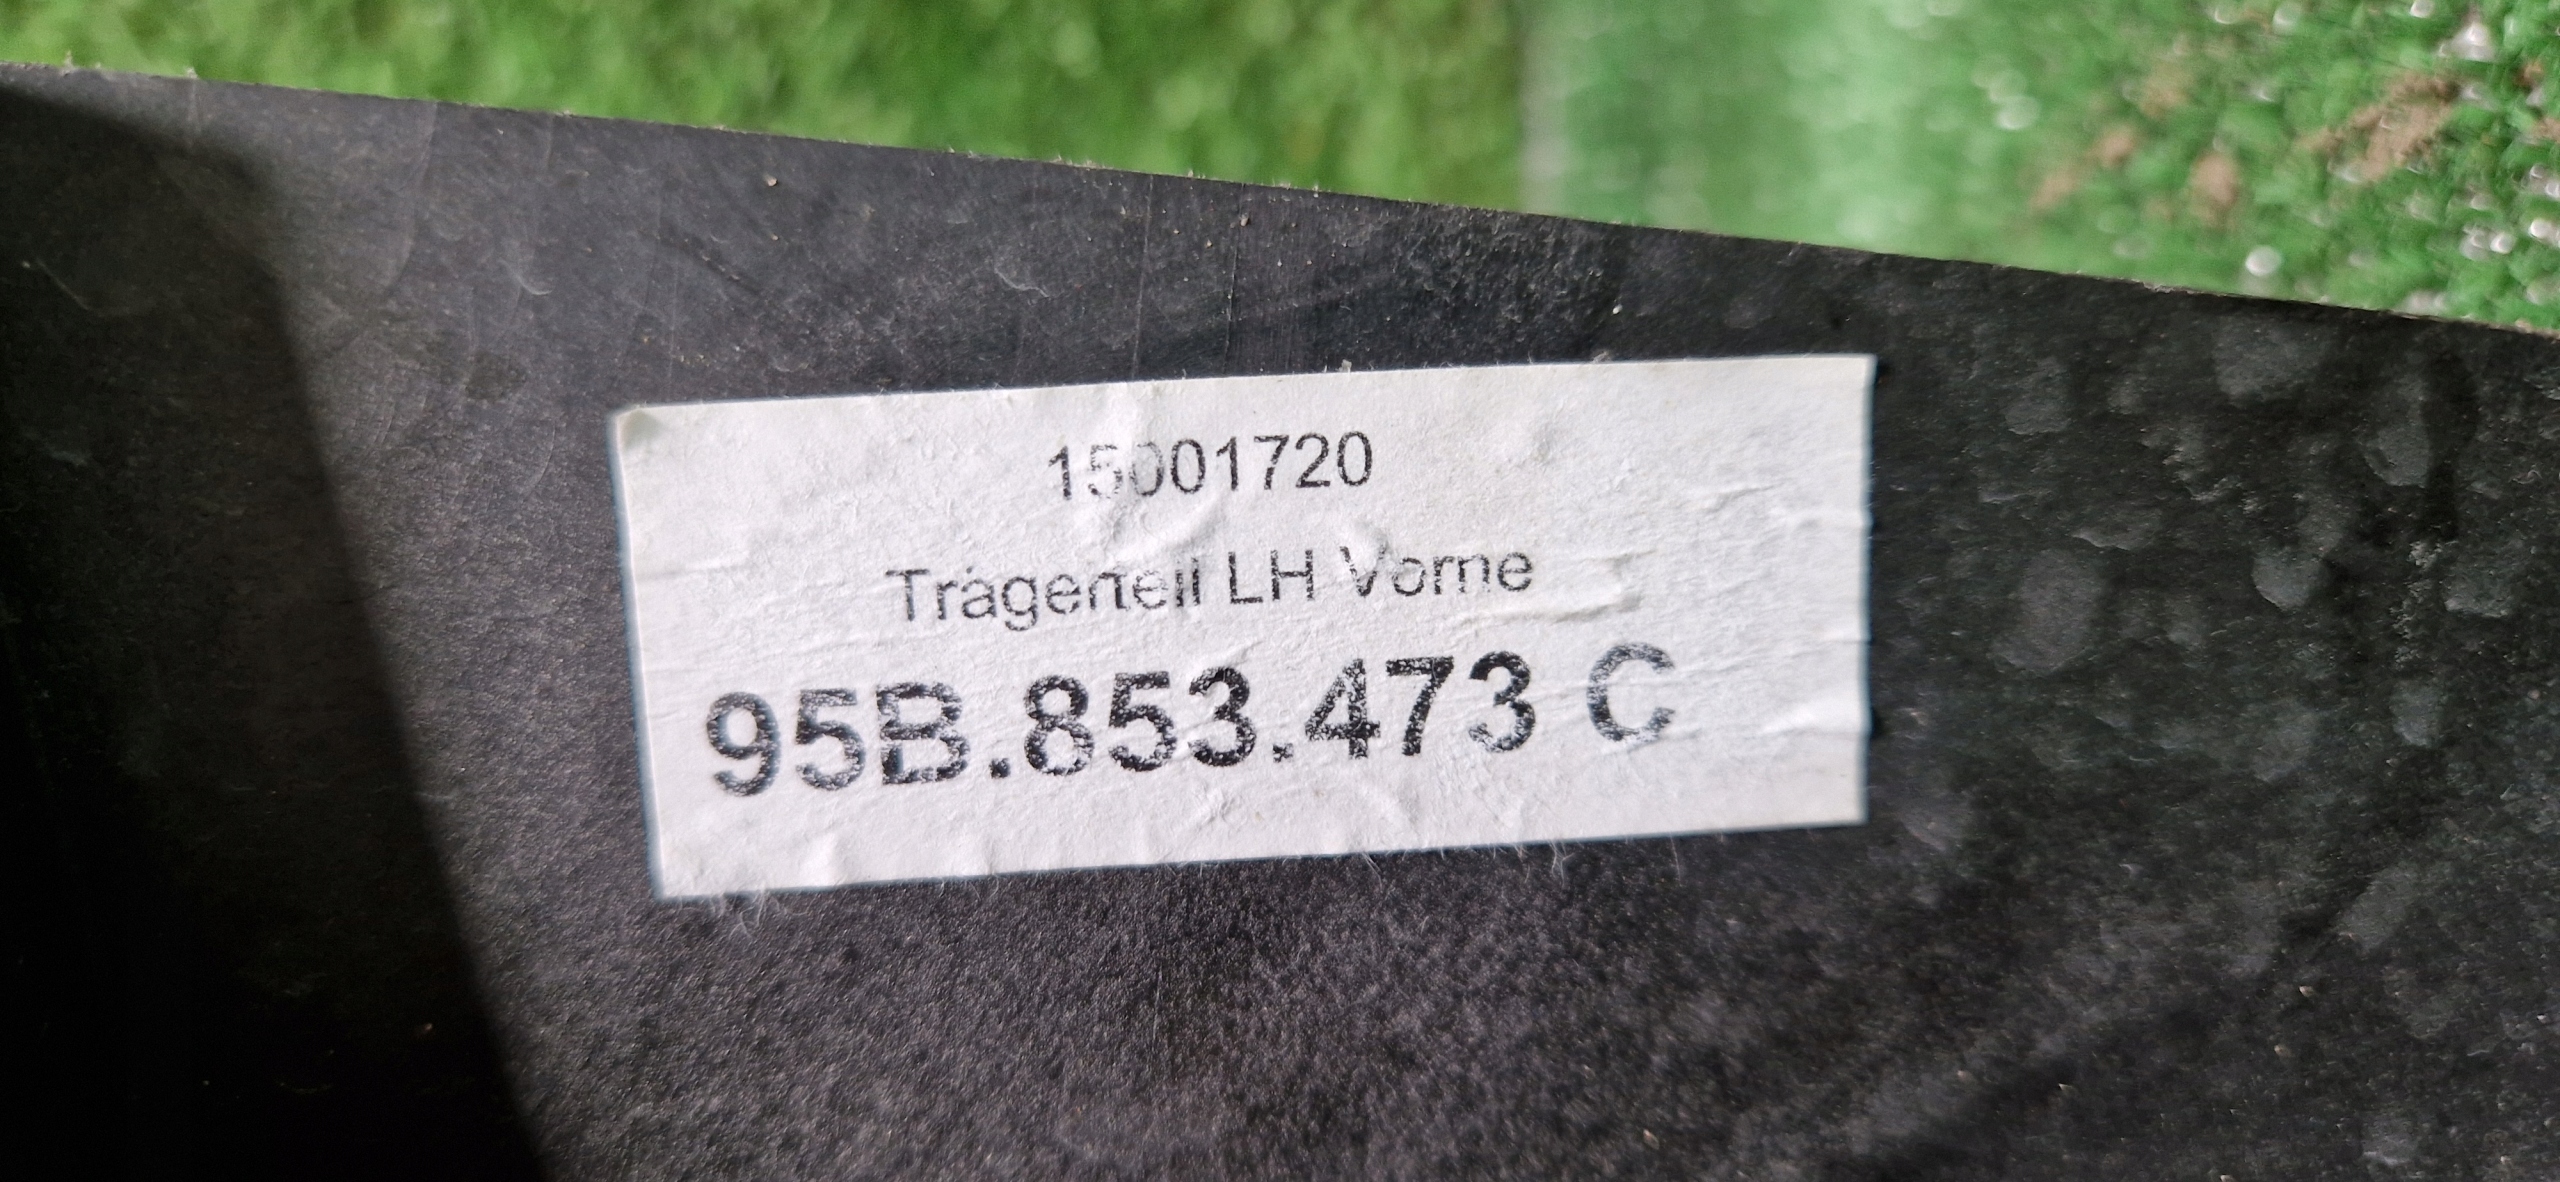 15001720
Trägerteil LH Vorne
95B.853.473 C